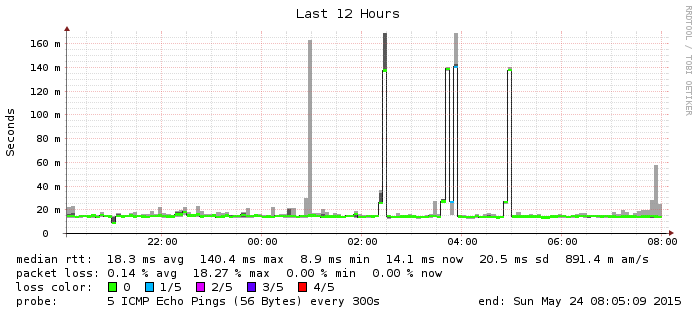 Last 12 Hours
RRDTOOL / TOBI OETIKER
Seconds
160 m
140 m
120 m
100 m
80 m
60 m
40 m
20 m
0
22:00 00:00 02:00 04:00 06:00 08:00
median rtt: 18.3 ms avg 140.4 ms max 8.9 ms min 14.1 ms now 20.5 ms sd 891.4 m am/s
packet loss: 0.14 % avg 18.27 % max 0.00 % min 0.00 % now
loss color: 0 1/5 2/5 3/5 4/5
probe: 5 ICMP Echo Pings (56 Bytes) every 300s end: Sun May 24 08:05:09 2015